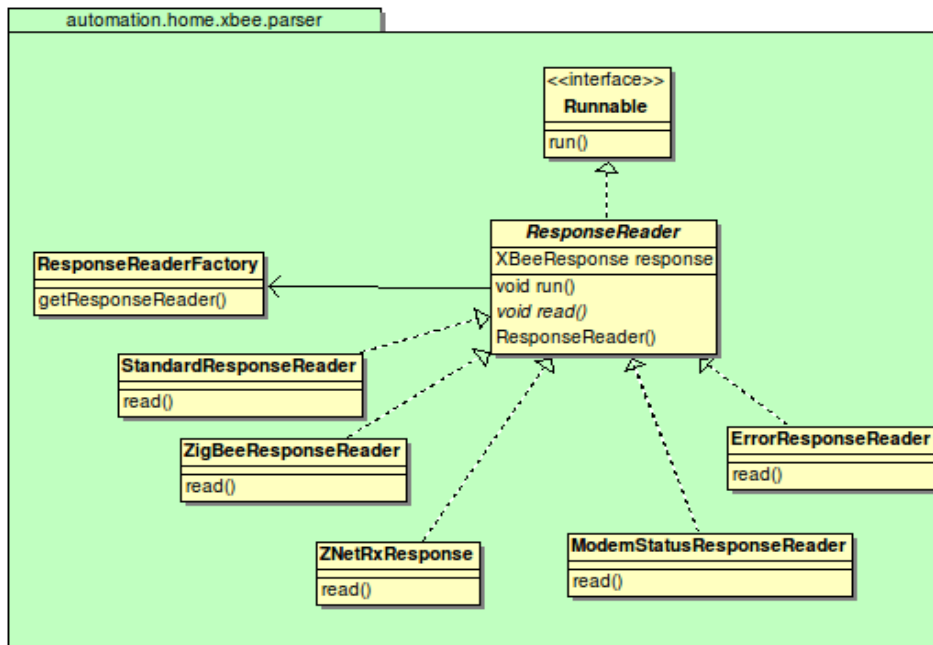 automation.home.xbee.parser
<<interface>>
Runnable
run()
ResponseReader
XBeeResponse response
void run()
void read()
ResponseReader()
ResponseReaderFactory
getResponseReader()
StandardResponseReader
read()
ZigBeeResponseReader
read()
ErrorResponseReader
read()
ZNetRxResponse
read()
ModemStatusResponseReader
read()